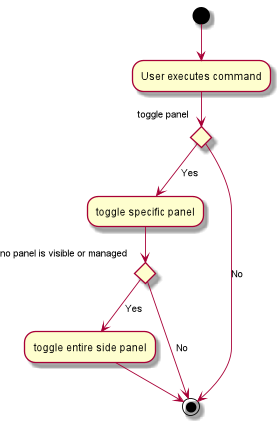 User executes command
toggle panel
Yes
toggle specific panel
no panel is visible or managed
No
Yes
No
toggle entire side panel